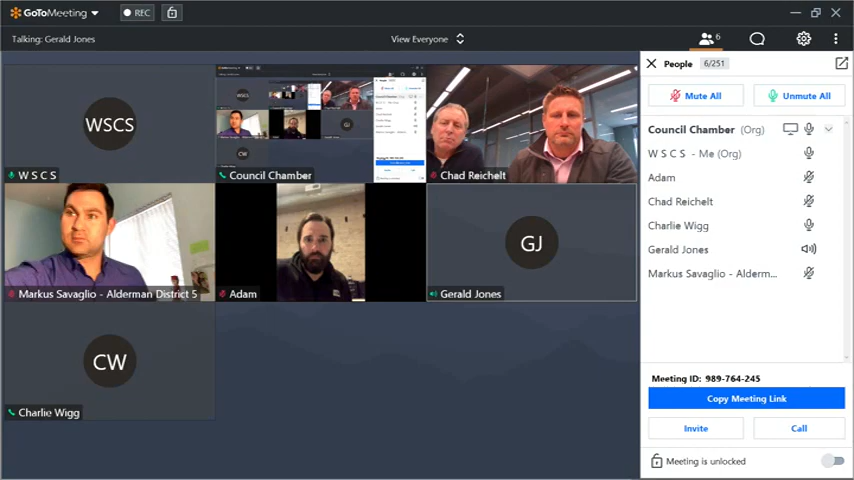 GoToMeeting
REC
Talking: Gerald Jones
View Everyone
6
People
6/251
Mute All
Unmute All
Council Chamber (Org)
W S C S - Me (Org)
Adam
Chad Reichelt
Charlie Wigg
Gerald Jones
Markus Savaglio - Alderm...
WSCS
W S C S
Council Chamber
Chad Reichelt
Markus Savaglio - Alderman District 5
Adam
GJ
Gerald Jones
CW
Charlie Wigg
Meeting ID: 989-764-245
Copy Meeting Link
Invite
Call
Meeting is unlocked